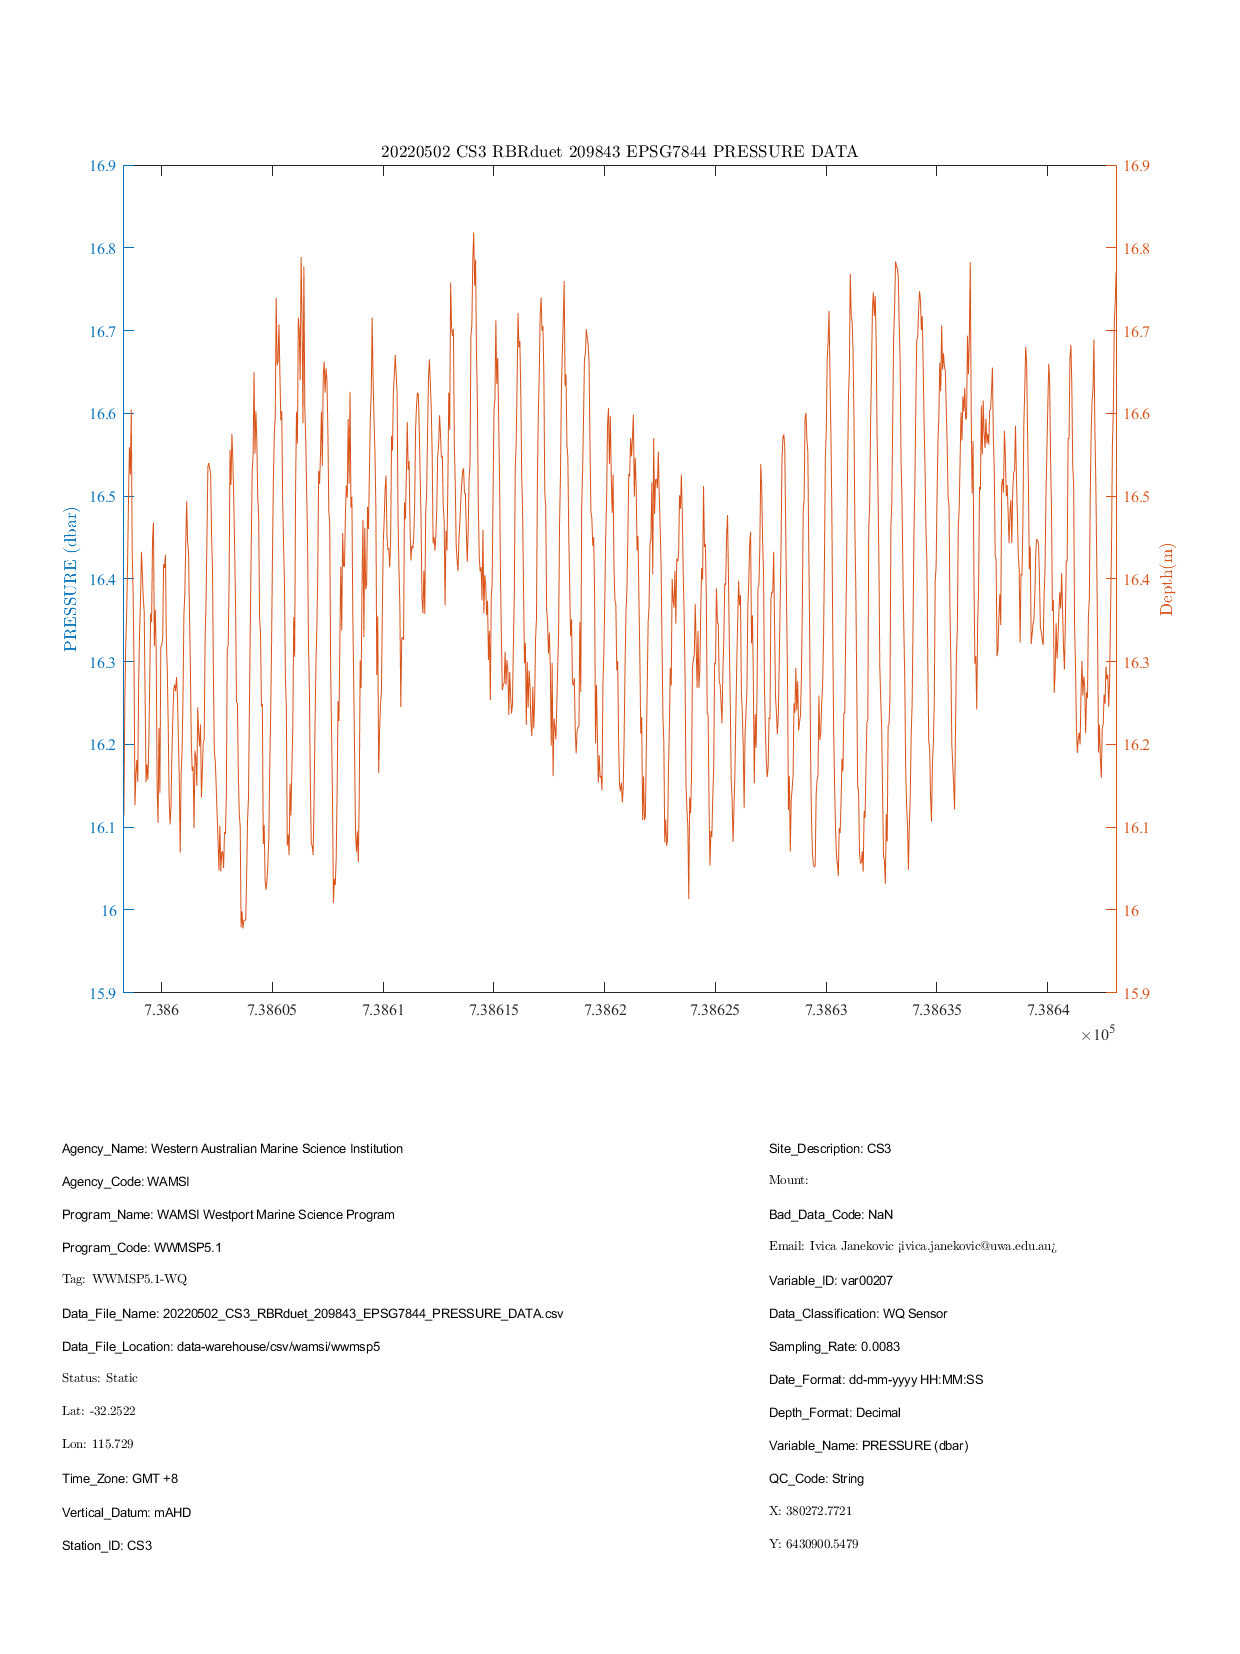 20220502 CS3 RBRduet 209843 EPSG7844 PRESSURE DATA
16.9
16.8
16.7
16.6
16.5
16.4
16.3
16.2
16.1
16
15.9
PRESSURE (dbar)
16.9
16.8
16.7
16.6
16.5
16.4
16.3
16.2
16.1
16
15.9
Depth(m)
7.386
7.38605
7.3861
7.38615
7.3862
7.38625
7.3863
7.38635
7.3864
×10^5
Agency_Name: Western Australian Marine Science Institution
Agency_Code: WAMSI
Program_Name: WAMSI Westport Marine Science Program
Program_Code: WWMSP5.1
Tag: WWMSP5.1-WQ
Data_File_Name: 20220502_CS3_RBRduet_209843_EPSG7844_PRESSURE_DATA.csv
Data_File_Location: data-warehouse/csv/wamsi/wwmsp5
Status: Static
Lat: -32.2522
Lon: 115.729
Time_Zone: GMT +8
Vertical_Datum: mAHD
Station_ID: CS3
Site_Description: CS3
Mount:
Bad_Data_Code: NaN
Email: Ivica Janekovic ¡ivica.janekovic@uwa.edu.au¿
Variable_ID: var00207
Data_Classification: WQ Sensor
Sampling_Rate: 0.0083
Date_Format: dd-mm-yyyy HH:MM:SS
Depth_Format: Decimal
Variable_Name: PRESSURE (dbar)
QC_Code: String
X: 380272.7721
Y: 6430900.5479